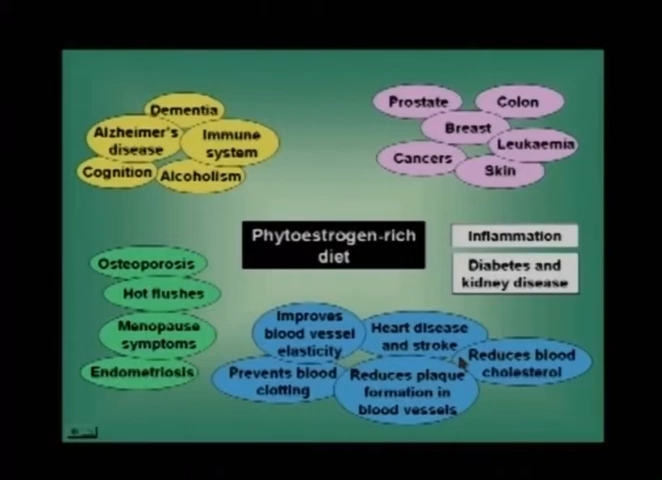 Dementia
Alzheimer's
disease
Immune
system
Cognition
Alcoholism
Prostate
Colon
Breast
Leukaemia
Cancers
Skin
Phytoestrogen-rich
diet
Inflammation
Diabetes and
kidney disease
Osteoporosis
Hot flushes
Menopause
symptoms
Endometriosis
Improves
blood vessel
elasticity
Heart disease
and stroke
Reduces blood
cholesterol
Prevents blood
clotting
Reduces plaque
formation in
blood vessels